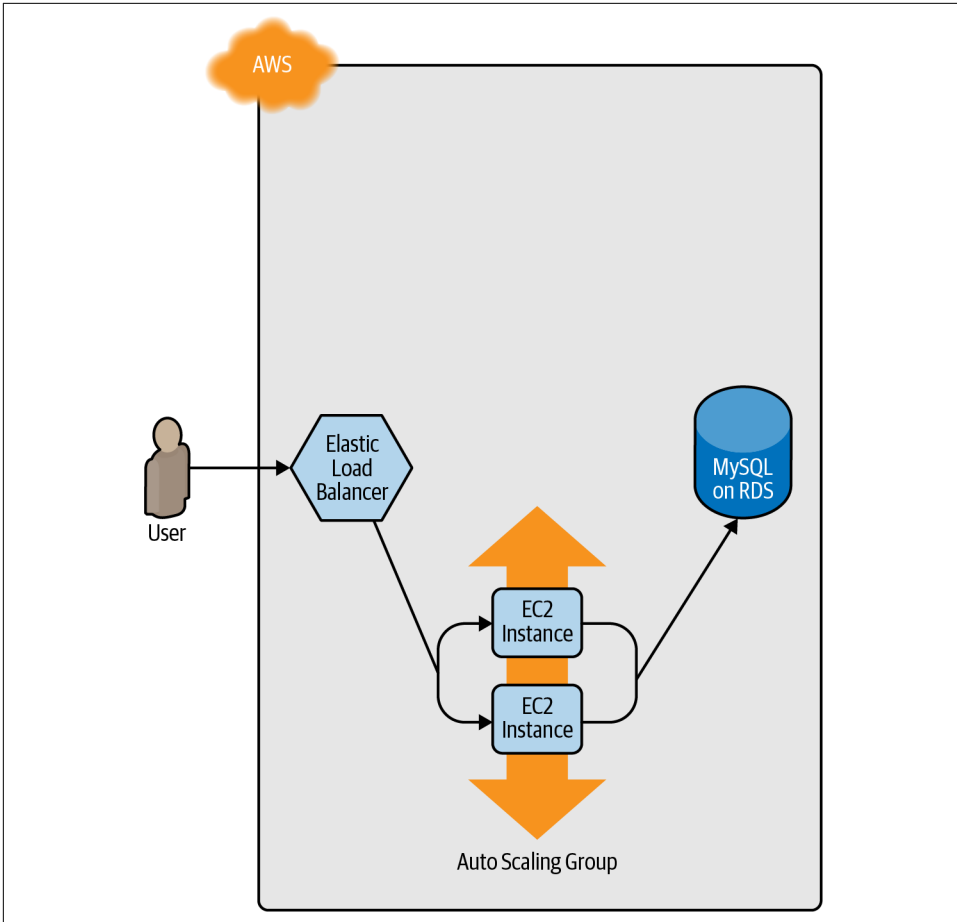 AWS
Elastic
Load
Balancer
User
MySQL
on RDS
EC2
Instance
EC2
Instance
Auto Scaling Group